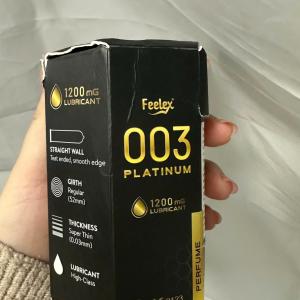 1200 mG
LUBRICANT
STRAIGHT WALL
Teat ended, smooth edge
GIRTH
Regular
(52mm)
THICKNESS
Super Thin
(0.03mm)
LUBRICANT
High-Class
Feelex
003
PLATINUM
1200 mG
LUBRICANT
PERFUME